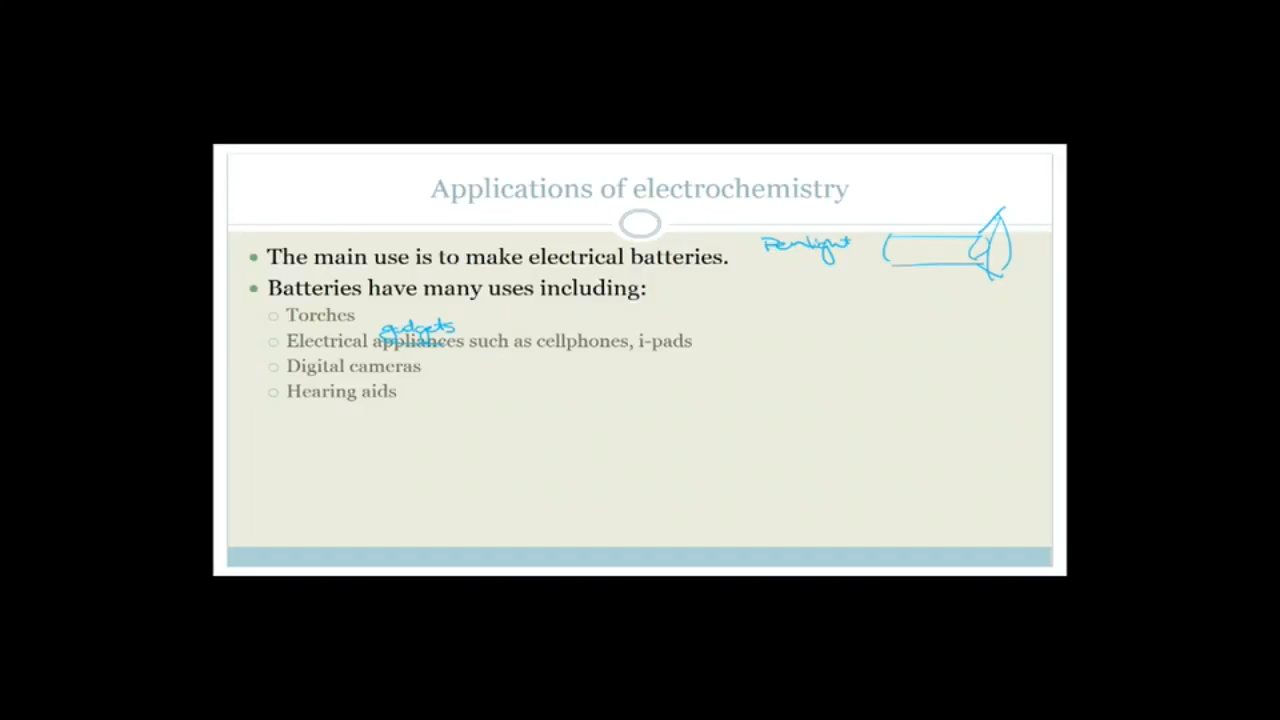 Applications of electrochemistry
The main use is to make electrical batteries.
Penlight
Batteries have many uses including:
Torches
gadgets
Electrical appliances such as cellphones, i-pads
Digital cameras
Hearing aids